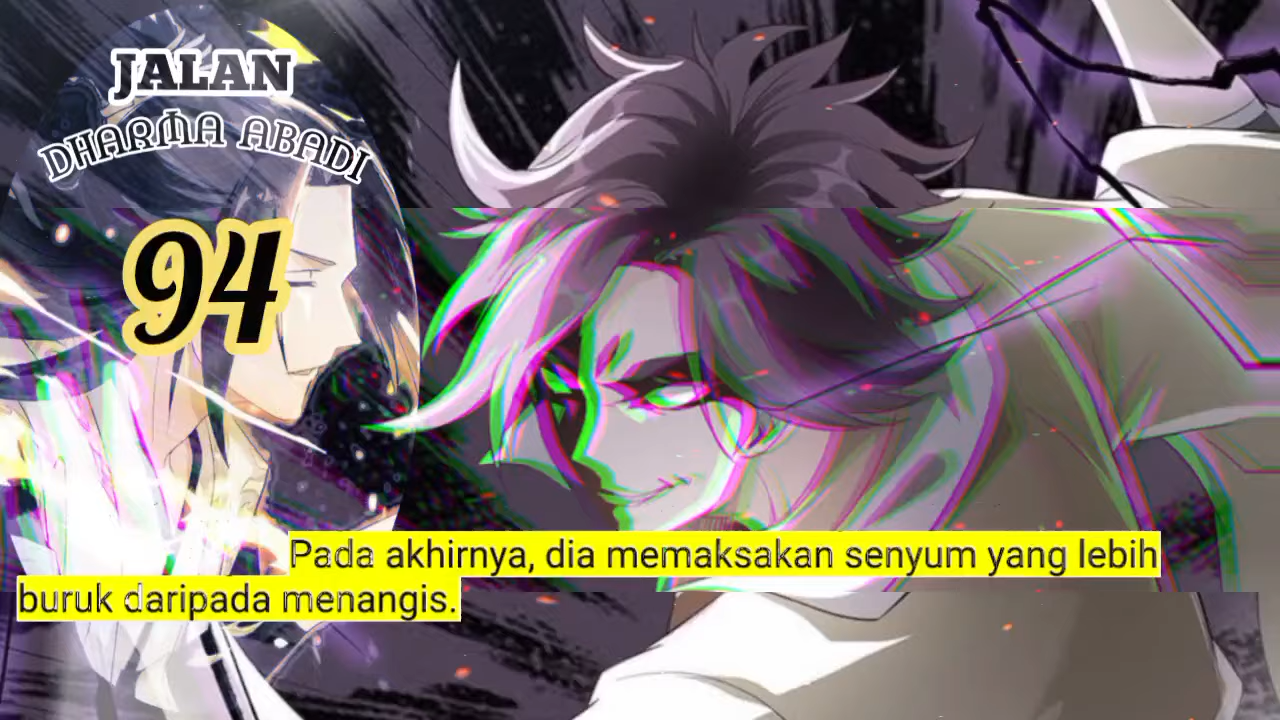 JALAN
DHARMA ABADI
94
Pada akhirnya, dia memaksakan senyum yang lebih
buruk daripada menangis.